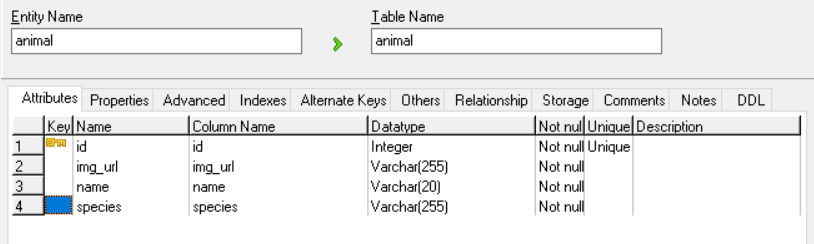 Entity Name Table Name
animal animal
Attributes Properties Advanced Indexes Alternate Keys Others Relationship Storage Comments Notes DDL
Key Name Column Name Datatype Not nul Unique Description
1 id id Integer Not null Unique
2 img_url img_url Varchar(255) Not null
3 name name Varchar(20) Not null
4 species species Varchar(255) Not null